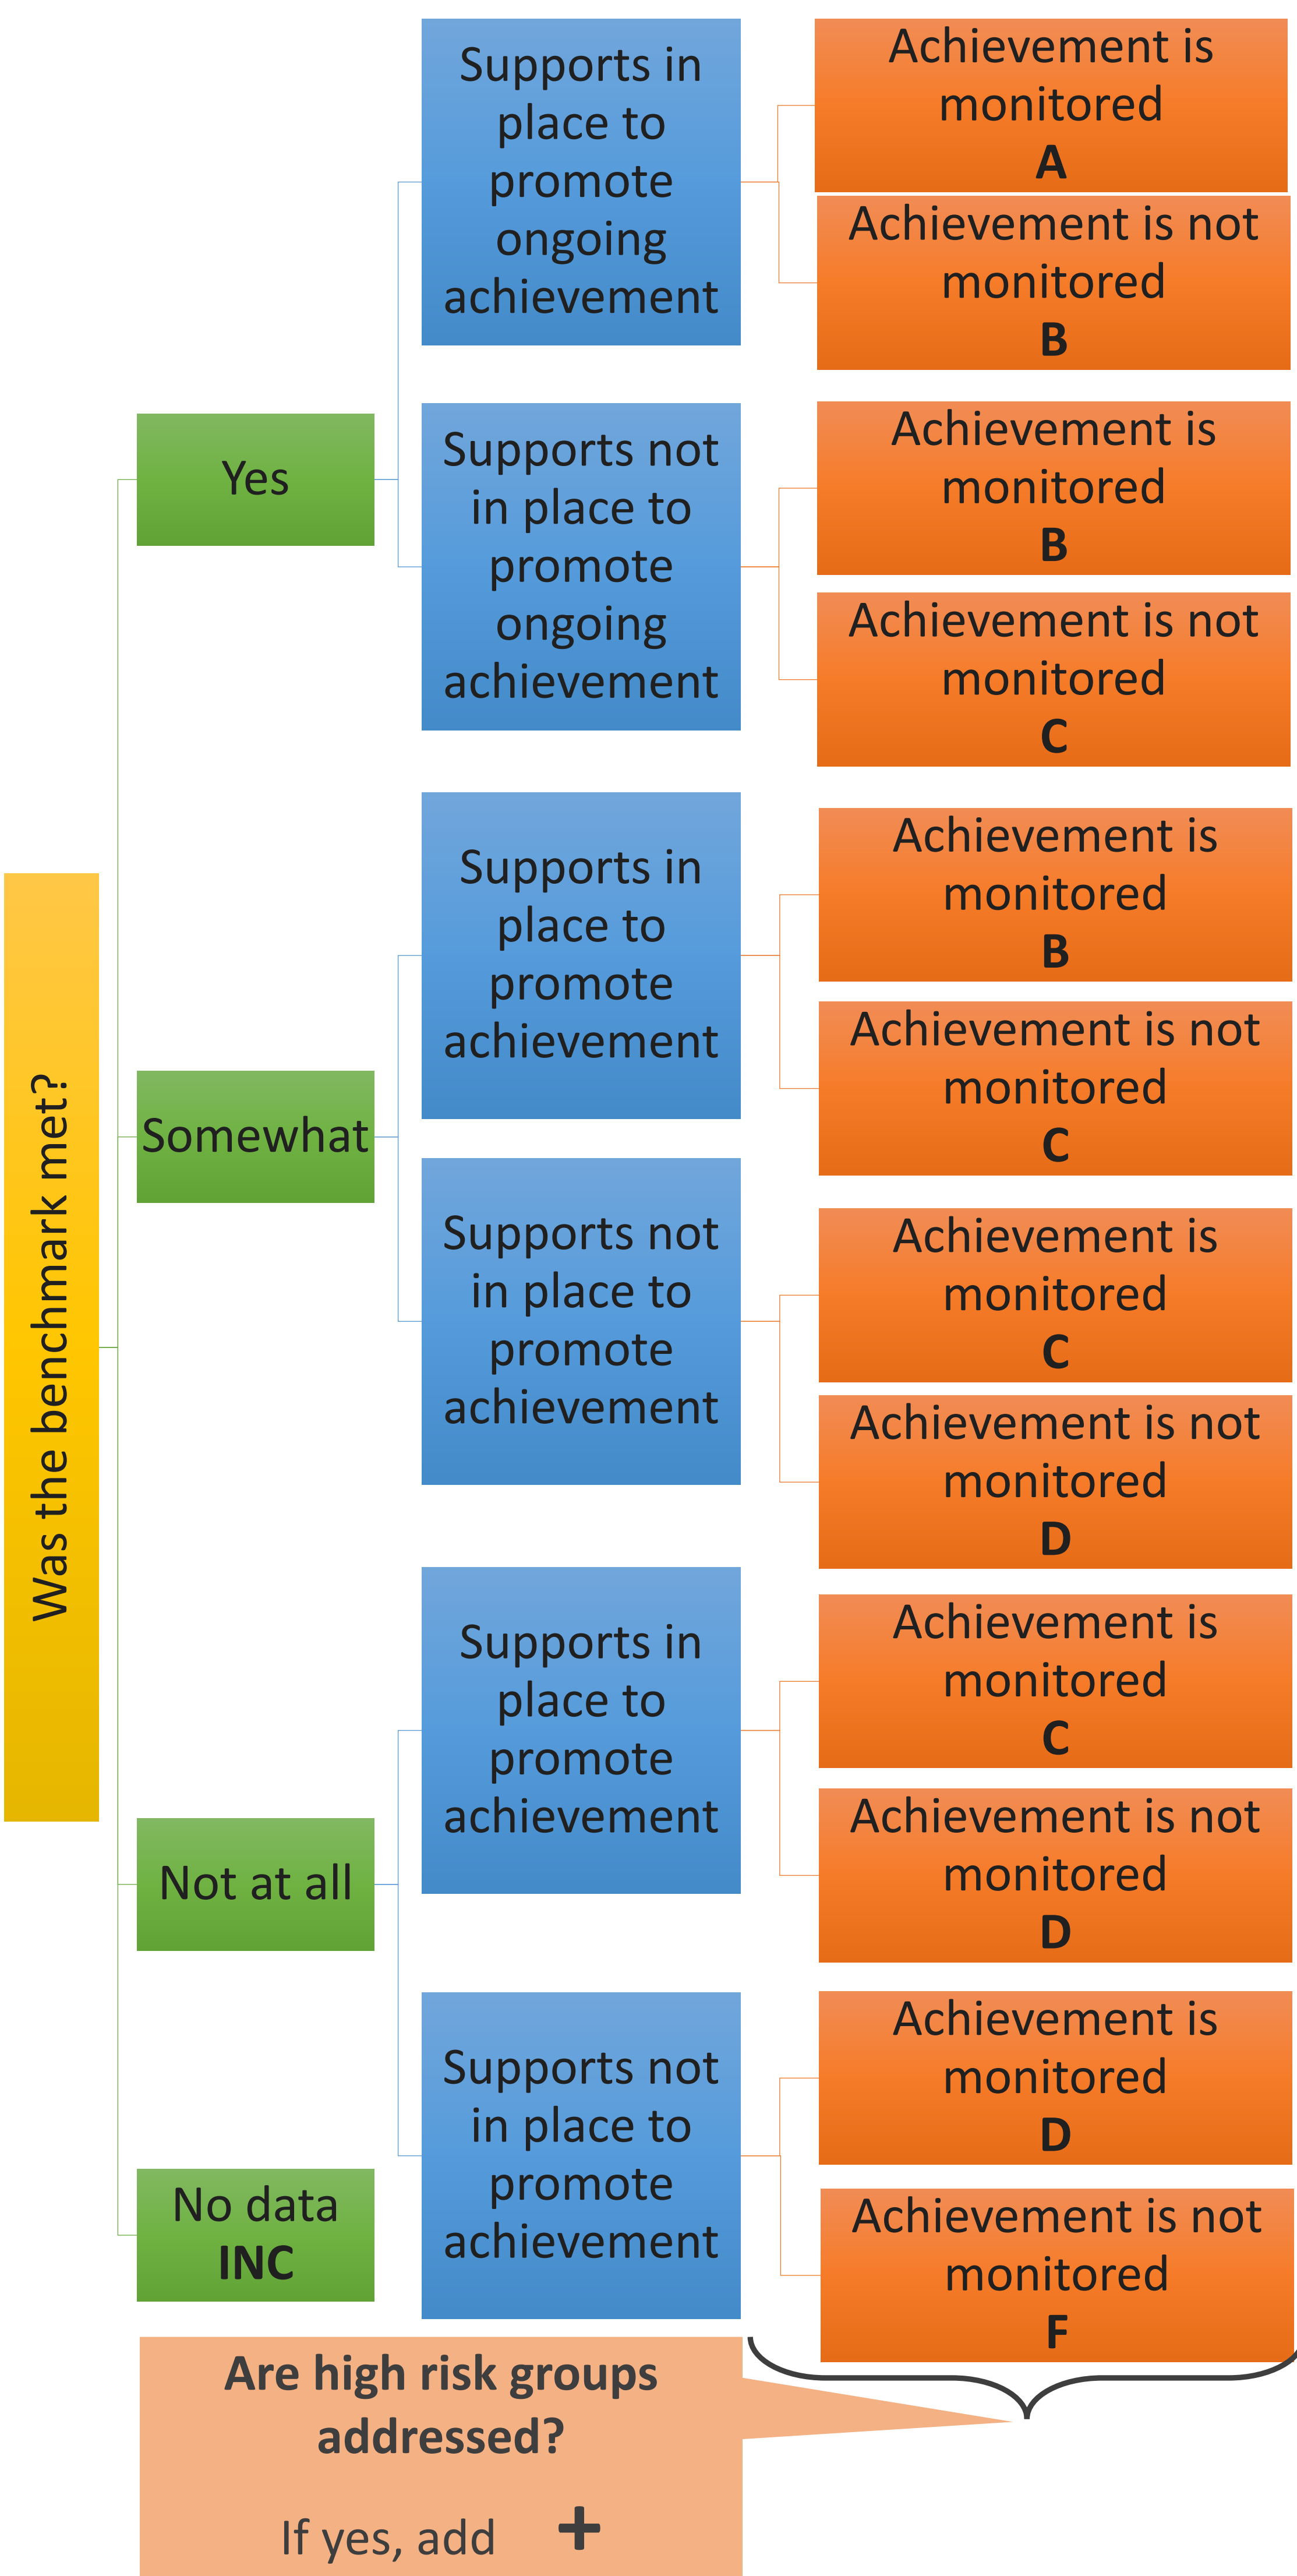 Was the benchmark met?
Yes
Supports in
place to
promote
ongoing
achievement
Achievement is
monitored
A
Achievement is not
monitored
B
Supports not
in place to
promote
ongoing
achievement
Achievement is
monitored
B
Achievement is not
monitored
C
Somewhat
Supports in
place to
promote
achievement
Achievement is
monitored
B
Achievement is not
monitored
C
Supports not
in place to
promote
achievement
Achievement is
monitored
C
Achievement is not
monitored
D
Not at all
Supports in
place to
promote
achievement
Achievement is
monitored
C
Achievement is not
monitored
D
Supports not
in place to
promote
achievement
Achievement is
monitored
D
Achievement is not
monitored
F
No data
INC
Are high risk groups
addressed?
If yes, add +